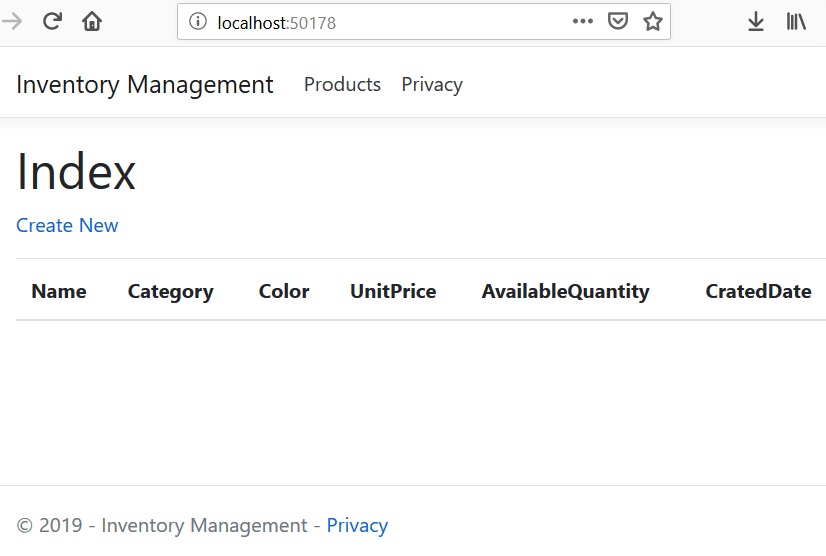 localhost:50178
Inventory Management Products Privacy
Index
Create New
Name Category Color UnitPrice AvailableQuantity CratedDate
© 2019 - Inventory Management - Privacy